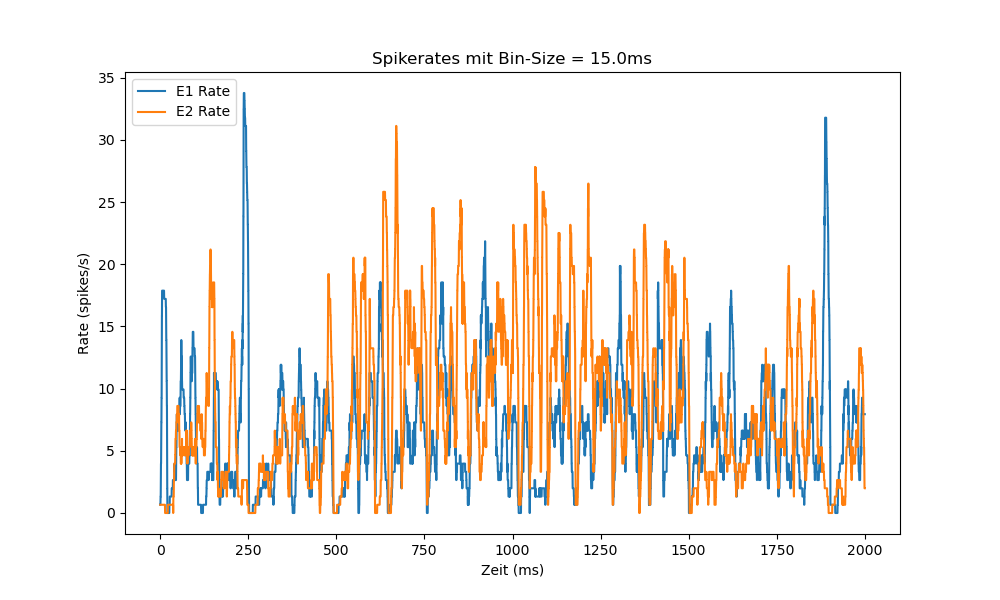 Spikerates mit Bin-Size = 15.0ms
E1 Rate
E2 Rate
Rate (spikes/s)
35
30
25
20
15
10
5
0
0 250 500 750 1000 1250 1500 1750 2000
Zeit (ms)